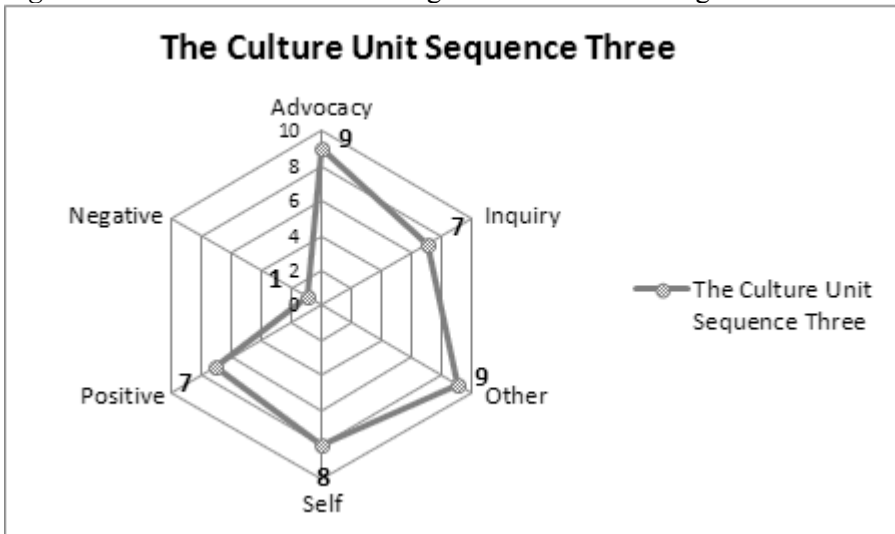 The Culture Unit Sequence Three
Advocacy
10
9
8
6
4
2
0
Negative
Inquiry
7
1
The Culture Unit
Sequence Three
Positive
7
9
Other
8
Self